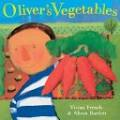 Oliver's Vegetables
Vivian French
& Alison Bartlett